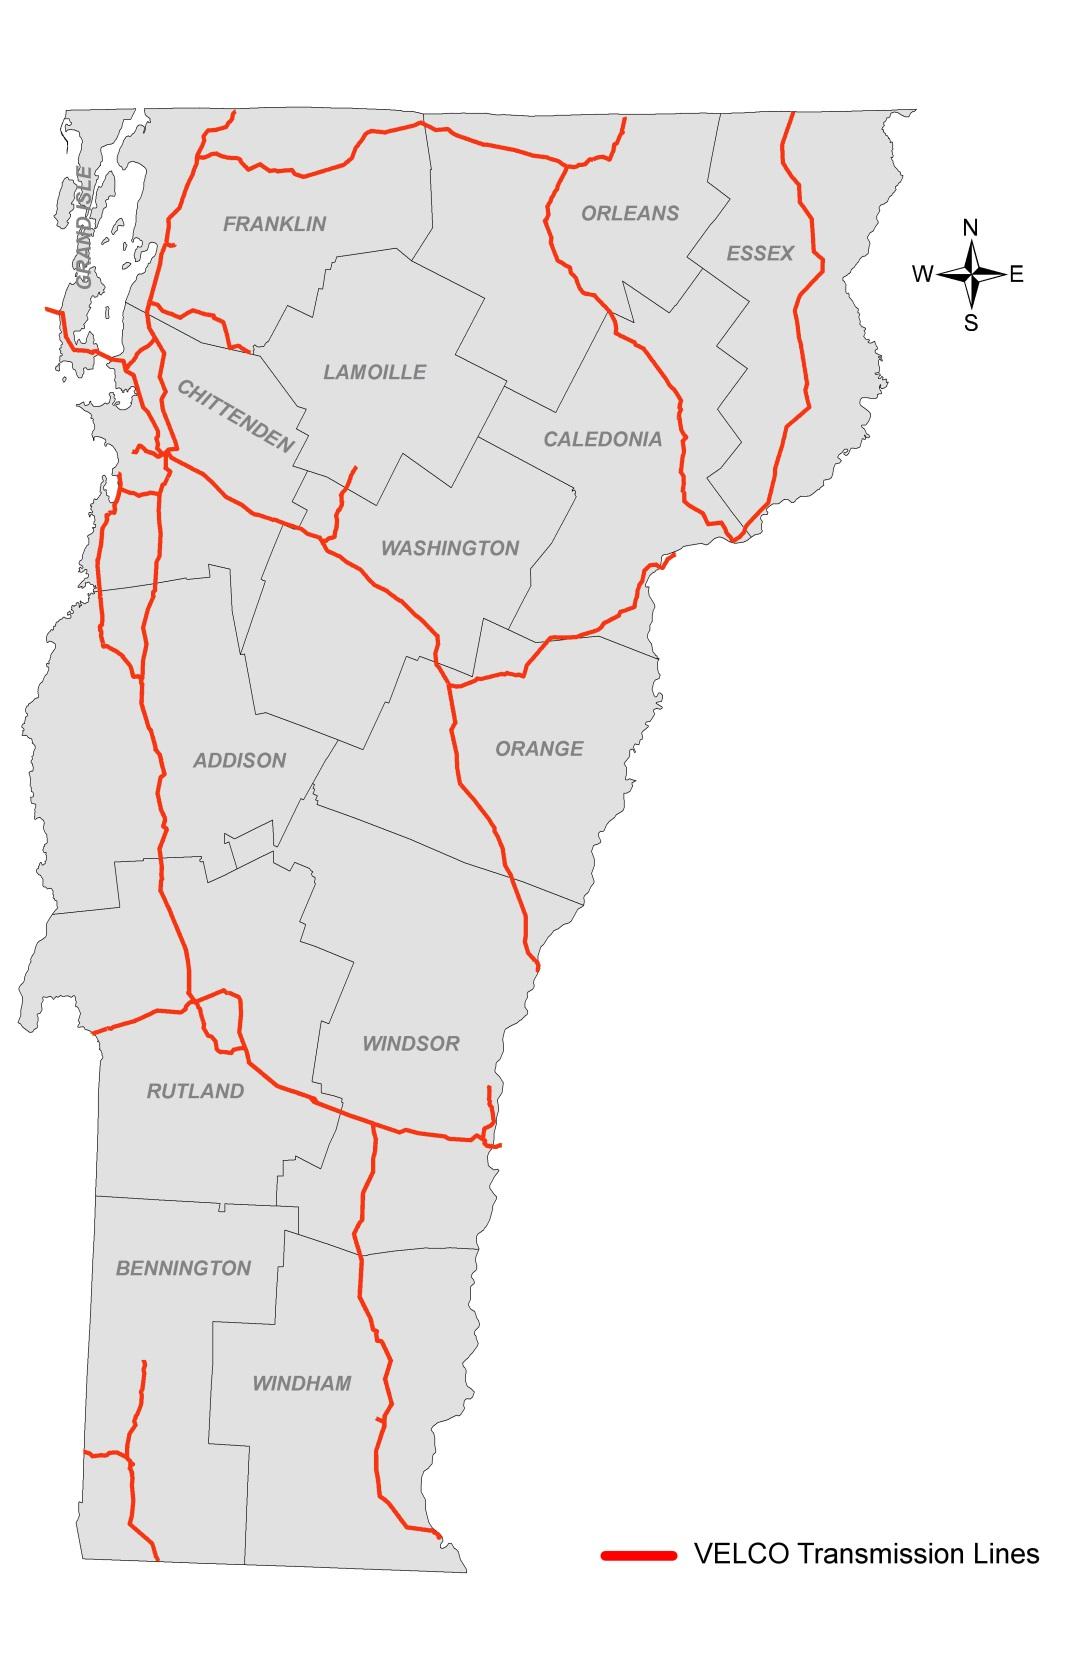 GRAND ISLE
FRANKLIN
ORLEANS
ESSEX
N
W
E
S
LAMOILLE
CHITTENDEN
CALEDONIA
WASHINGTON
ORANGE
ADDISON
WINDSOR
RUTLAND
BENNINGTON
WINDHAM
VELCO Transmission Lines